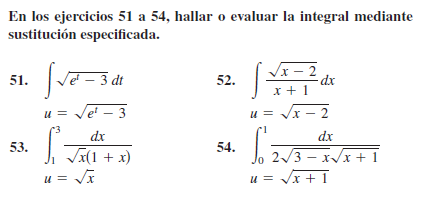 En los ejercicios 51 a 54, hallar o evaluar la integral mediante
sustitución especificada.
51. ∫ √(eᵗ − 3) dt
52. ∫ √(x − 2) / (x + 1) dx
u = √(eᵗ − 3)
u = √(x − 2)
53. ∫₁³ dx / (√x(1 + x))
54. ∫₀¹ dx / (2√(3 − x)√(x + 1))
u = √x
u = √(x + 1)